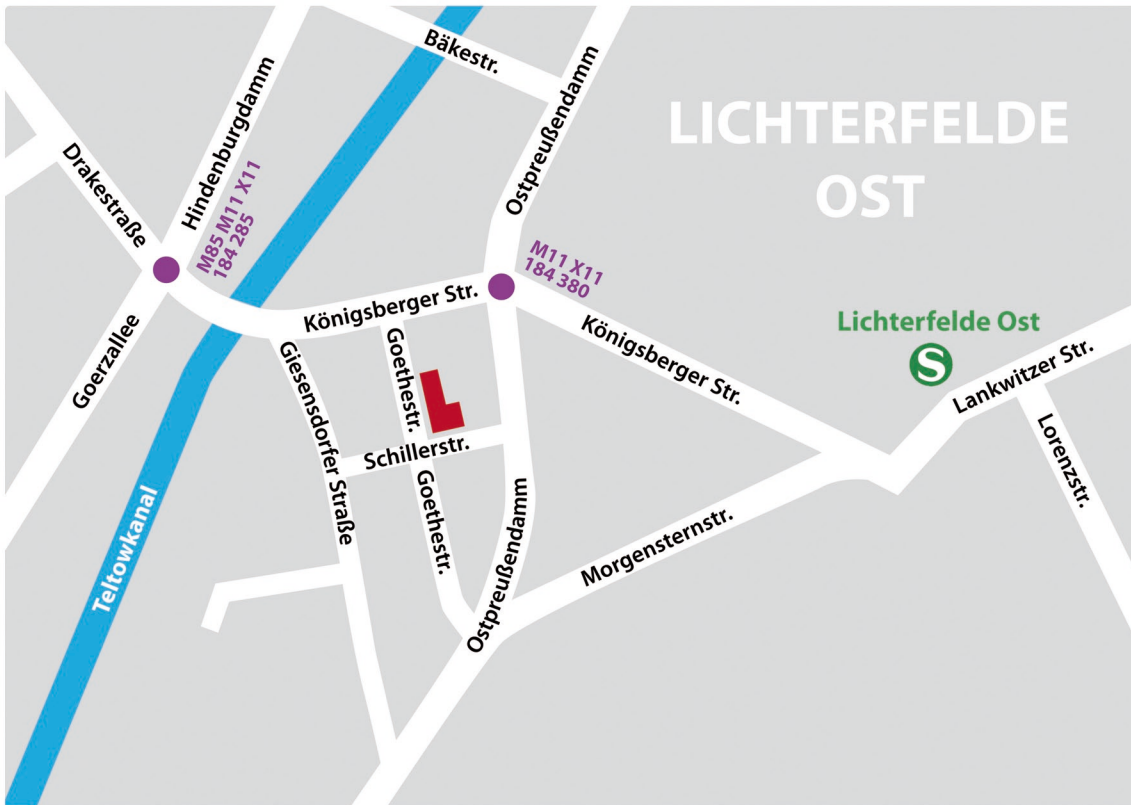 Bäkestr.
Hindenburgdamm
Ostpreußendamm
LICHTERFELDE
OST
Drakestraße
M85 M11 X11
184 285
M11 X11
184 380
Königsberger Str.
Goerzallee
Giesensdorfer Straße
Goethestr.
Königsberger Str.
Lichterfelde Ost
S
Lankwitzer Str.
Lorenzstr.
Schillerstr.
Goethestr.
Teltowkanal
Ostpreußendamm
Morgensternstr.